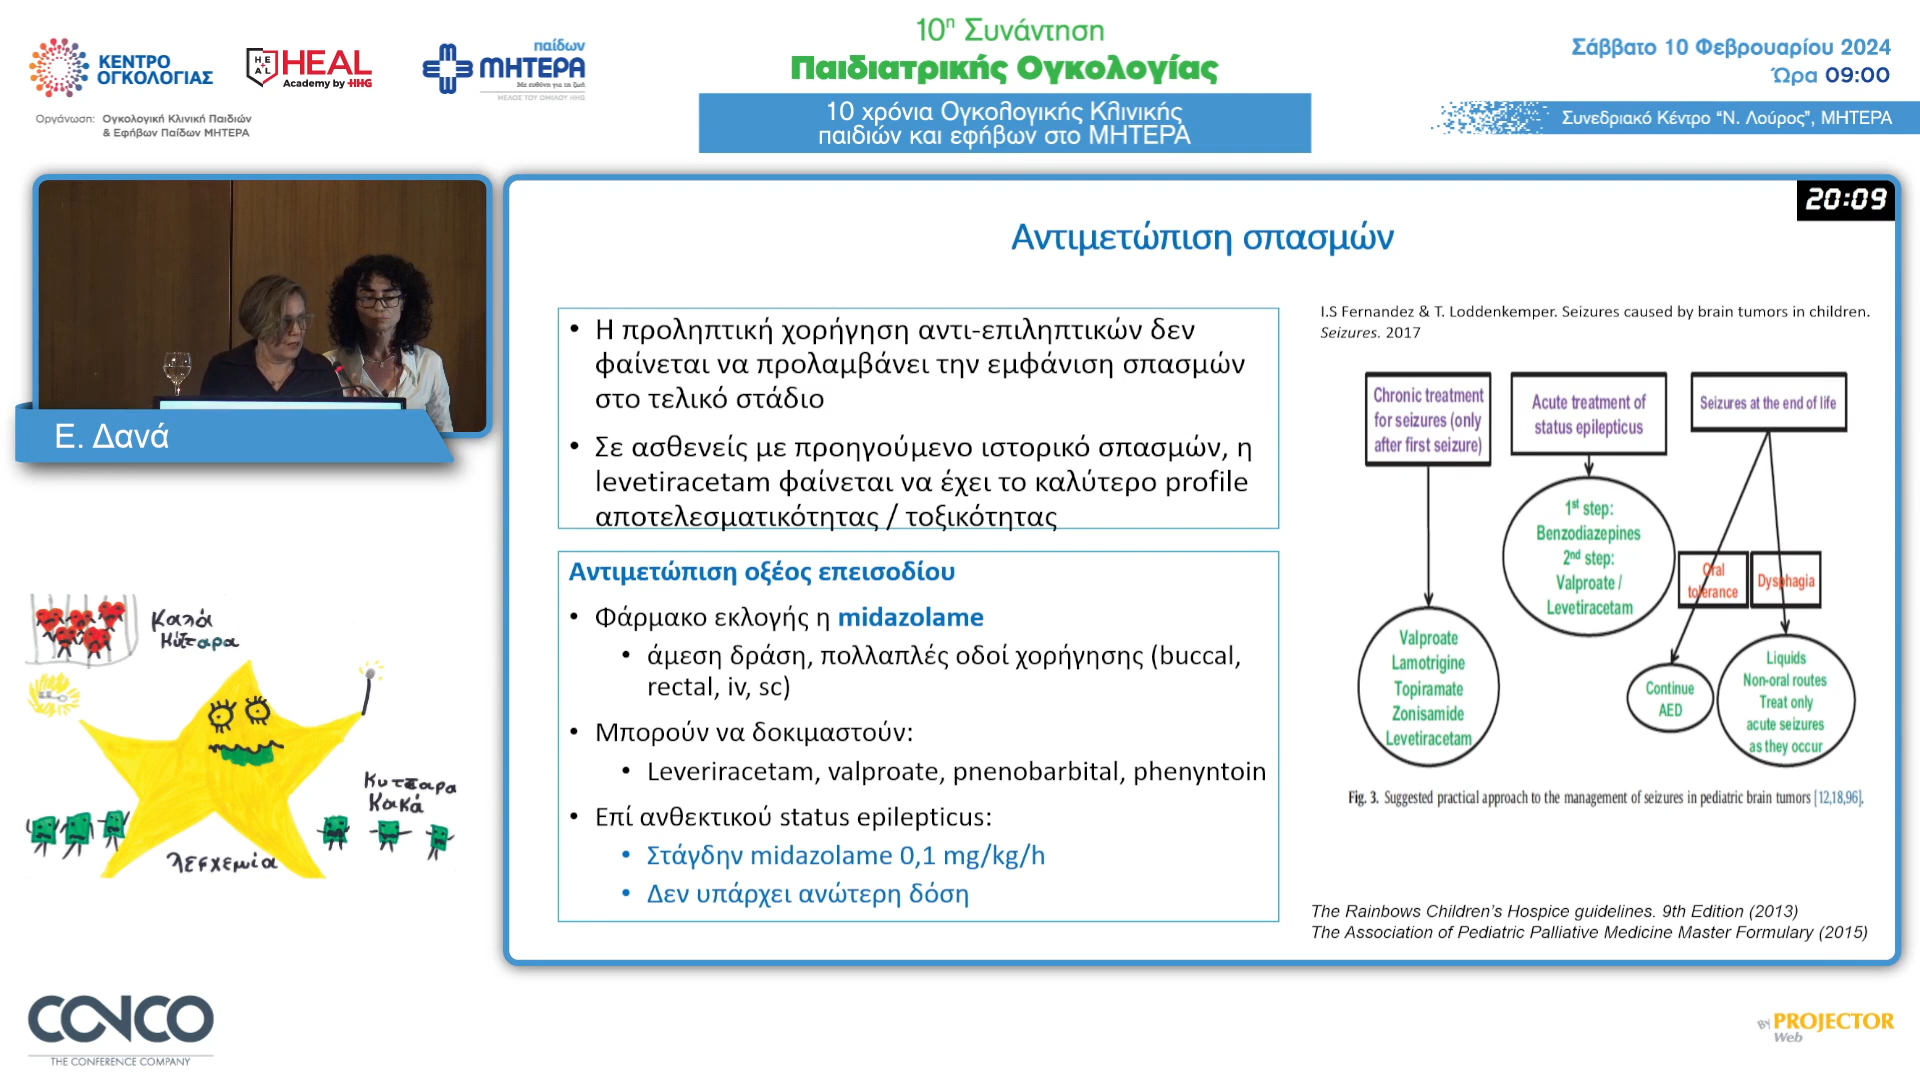 ΚΕΝΤΡΟ
ΟΓΚΟΛΟΓΙΑΣ
HEAL
HEAL
Academy by HHG
παίδων
ΜΗΤΕΡΑ
Με ευθύνη για τη ζωή
ΜΕΛΟΣ ΤΟΥ ΟΜΙΛΟΥ HHG
Οργάνωση: Ογκολογική Κλινική Παιδιών
& Εφήβων Παίδων ΜΗΤΕΡΑ
10η Συνάντηση
Παιδιατρικής Ογκολογίας
10 χρόνια Ογκολογικής Κλινικής
παιδιών και εφήβων στο ΜΗΤΕΡΑ
Σάββατο 10 Φεβρουαρίου 2024
Ώρα 09:00
Συνεδριακό Κέντρο “Ν. Λούρος”, ΜΗΤΕΡΑ
20:09
Ε. Δανά
Αντιμετώπιση σπασμών
• Η προληπτική χορήγηση αντι-επιληπτικών δεν
φαίνεται να προλαμβάνει την εμφάνιση σπασμών
στο τελικό στάδιο
• Σε ασθενείς με προηγούμενο ιστορικό σπασμών, η
levetiracetam φαίνεται να έχει το καλύτερο profile
αποτελεσματικότητας / τοξικότητας
Αντιμετώπιση οξέος επεισοδίου
• Φάρμακο εκλογής η midazolame
• άμεση δράση, πολλαπλές οδοί χορήγησης (buccal,
rectal, iv, sc)
• Μπορούν να δοκιμαστούν:
• Leveriracetam, valproate, pnenobarbital, phenyntoin
• Επί ανθεκτικού status epilepticus:
• Στάγδην midazolame 0,1 mg/kg/h
• Δεν υπάρχει ανώτερη δόση
I.S Fernandez & T. Loddenkemper. Seizures caused by brain tumors in children.
Seizures. 2017
Chronic treatment
for seizures (only
after first seizure)
Acute treatment of
status epilepticus
Seizures at the end of life
1st step:
Benzodiazepines
2nd step:
Valproate /
Levetiracetam
Oral
tolerance
Dysphagia
Valproate
Lamotrigine
Topiramate
Zonisamide
Levetiracetam
Continue
AED
Liquids
Non-oral routes
Treat only
acute seizures
as they occur
Fig. 3. Suggested practical approach to the management of seizures in pediatric brain tumors [12,18,96].
The Rainbows Children’s Hospice guidelines. 9th Edition (2013)
The Association of Pediatric Palliative Medicine Master Formulary (2015)
Καλά
Κύτταρα
Κυτταρα
Κακά
λεφχεμία
CONCO
THE CONFERENCE COMPANY
BY PROJECTOR
Web